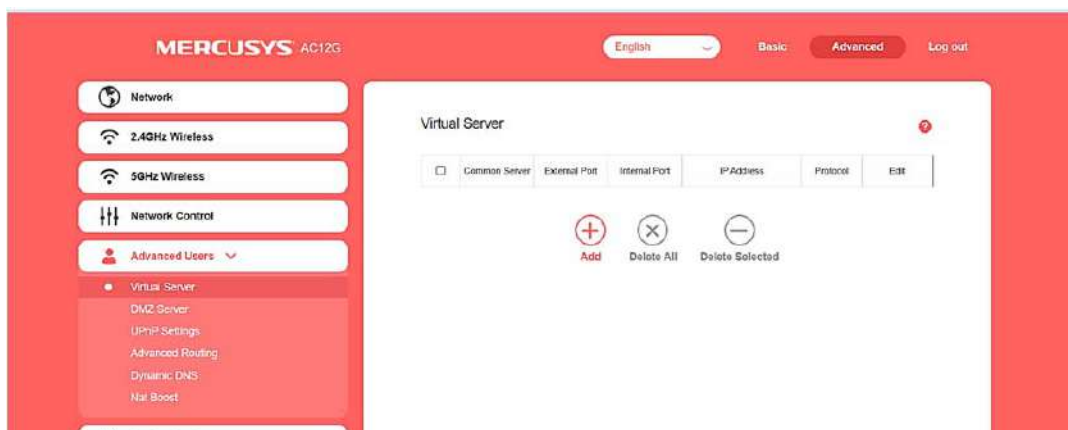 MERCUSYS AC12G
English Basic Advanced Log out
Network
2.4GHz Wireless
5GHz Wireless
Network Control
Advanced Users
Virtual Server
DMZ Server
UPnP Settings
Advanced Routing
Dynamic DNS
Nat Boost
Virtual Server
?
Common Server External Port Internal Port IP Address Protocol Edit
Add Delete All Delete Selected